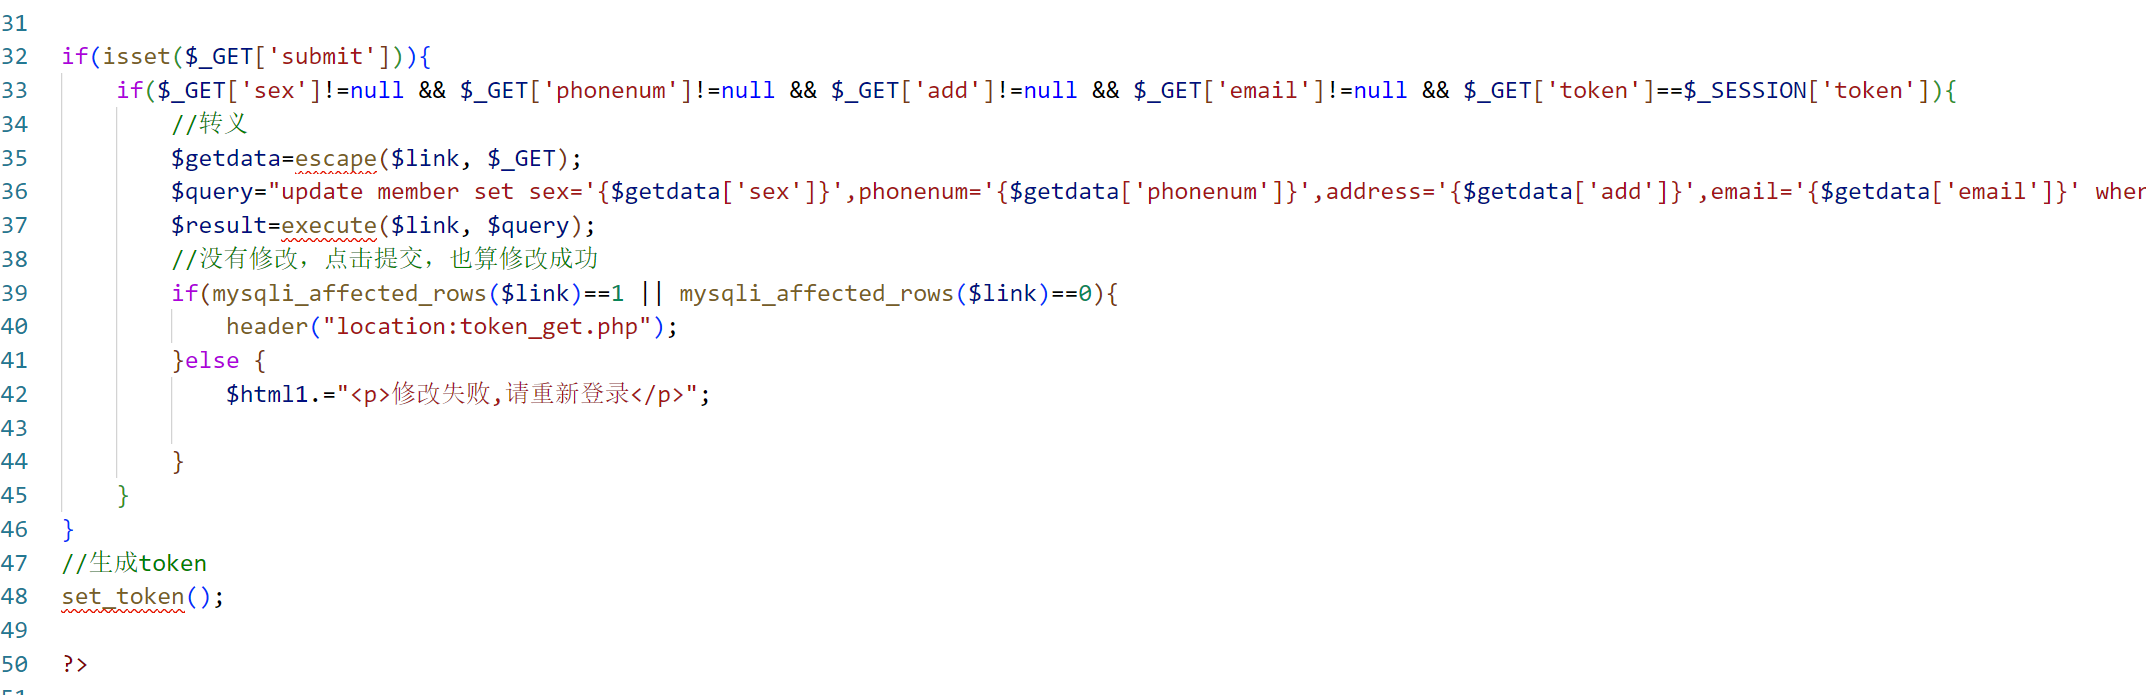 31
32 if(isset($_GET['submit'])){
33 if($_GET['sex']!=null && $_GET['phonenum']!=null && $_GET['add']!=null && $_GET['email']!=null && $_GET['token']==$_SESSION['token']){
34 //转义
35 $getdata=escape($link, $_GET);
36 $query="update member set sex='{$getdata['sex']}',phonenum='{$getdata['phonenum']}',address='{$getdata['add']}',email='{$getdata['email']}' wher
37 $result=execute($link, $query);
38 //没有修改，点击提交，也算修改成功
39 if(mysqli_affected_rows($link)==1 || mysqli_affected_rows($link)==0){
40 header("location:token_get.php");
41 }else {
42 $html1.="<p>修改失败,请重新登录</p>";
43
44 }
45 }
46 }
47 //生成token
48 set_token();
49
50 ?>
51